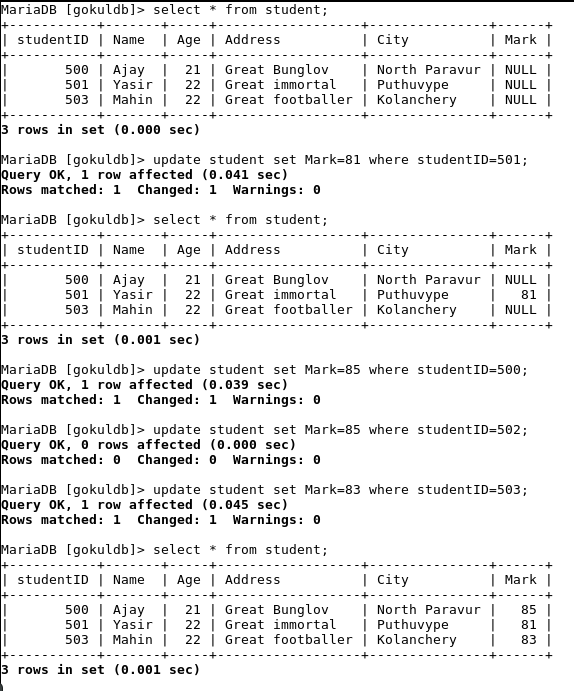 MariaDB [gokuldb]> select * from student;
+-----------+-------+-----+------------------+---------------+------+
| studentID | Name  | Age | Address          | City          | Mark |
+-----------+-------+-----+------------------+---------------+------+
|       500 | Ajay  |  21 | Great Bunglov    | North Paravur | NULL |
|       501 | Yasir |  22 | Great immortal   | Puthuvype     | NULL |
|       503 | Mahin |  22 | Great footballer | Kolanchery    | NULL |
+-----------+-------+-----+------------------+---------------+------+
3 rows in set (0.000 sec)
MariaDB [gokuldb]> update student set Mark=81 where studentID=501;
Query OK, 1 row affected (0.041 sec)
Rows matched: 1  Changed: 1  Warnings: 0
MariaDB [gokuldb]> select * from student;
+-----------+-------+-----+------------------+---------------+------+
| studentID | Name  | Age | Address          | City          | Mark |
+-----------+-------+-----+------------------+---------------+------+
|       500 | Ajay  |  21 | Great Bunglov    | North Paravur | NULL |
|       501 | Yasir |  22 | Great immortal   | Puthuvype     |   81 |
|       503 | Mahin |  22 | Great footballer | Kolanchery    | NULL |
+-----------+-------+-----+------------------+---------------+------+
3 rows in set (0.001 sec)
MariaDB [gokuldb]> update student set Mark=85 where studentID=500;
Query OK, 1 row affected (0.039 sec)
Rows matched: 1  Changed: 1  Warnings: 0
MariaDB [gokuldb]> update student set Mark=85 where studentID=502;
Query OK, 0 rows affected (0.000 sec)
Rows matched: 0  Changed: 0  Warnings: 0
MariaDB [gokuldb]> update student set Mark=83 where studentID=503;
Query OK, 1 row affected (0.045 sec)
Rows matched: 1  Changed: 1  Warnings: 0
MariaDB [gokuldb]> select * from student;
+-----------+-------+-----+------------------+---------------+------+
| studentID | Name  | Age | Address          | City          | Mark |
+-----------+-------+-----+------------------+---------------+------+
|       500 | Ajay  |  21 | Great Bunglov    | North Paravur |   85 |
|       501 | Yasir |  22 | Great immortal   | Puthuvype     |   81 |
|       503 | Mahin |  22 | Great footballer | Kolanchery    |   83 |
+-----------+-------+-----+------------------+---------------+------+
3 rows in set (0.001 sec)